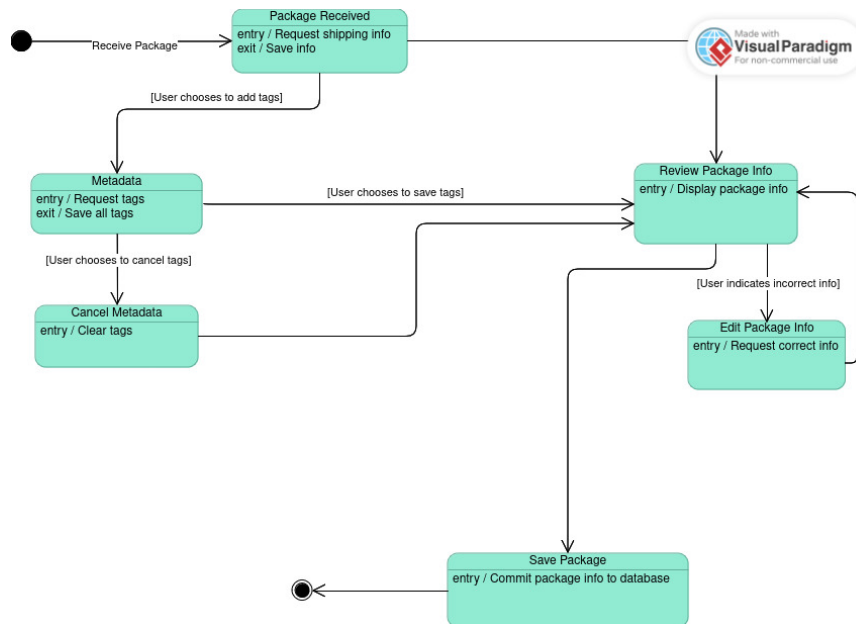 Package Received
entry / Request shipping info
exit / Save info
Receive Package
Made with
VisualParadigm
For non-commercial use
[User chooses to add tags]
Metadata
entry / Request tags
exit / Save all tags
[User chooses to save tags]
Review Package Info
entry / Display package info
[User chooses to cancel tags]
[User indicates incorrect info]
Cancel Metadata
entry / Clear tags
Edit Package Info
entry / Request correct info
Save Package
entry / Commit package info to database